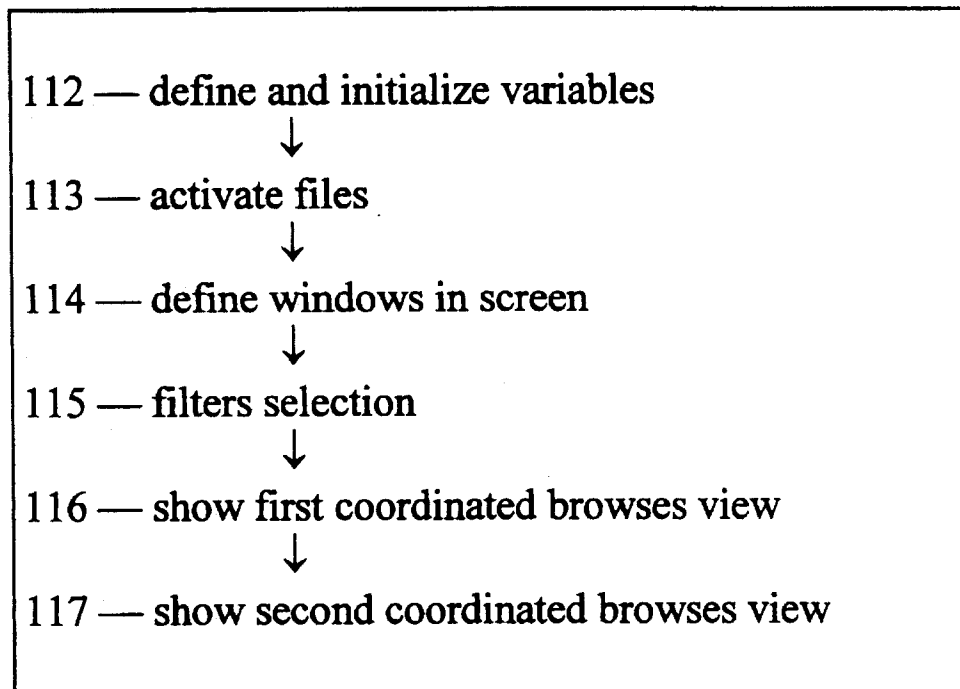 112 — define and initialize variables
↓
113 — activate files
↓
114 — define windows in screen
↓
115 — filters selection
↓
116 — show first coordinated browses view
↓
117 — show second coordinated browses view